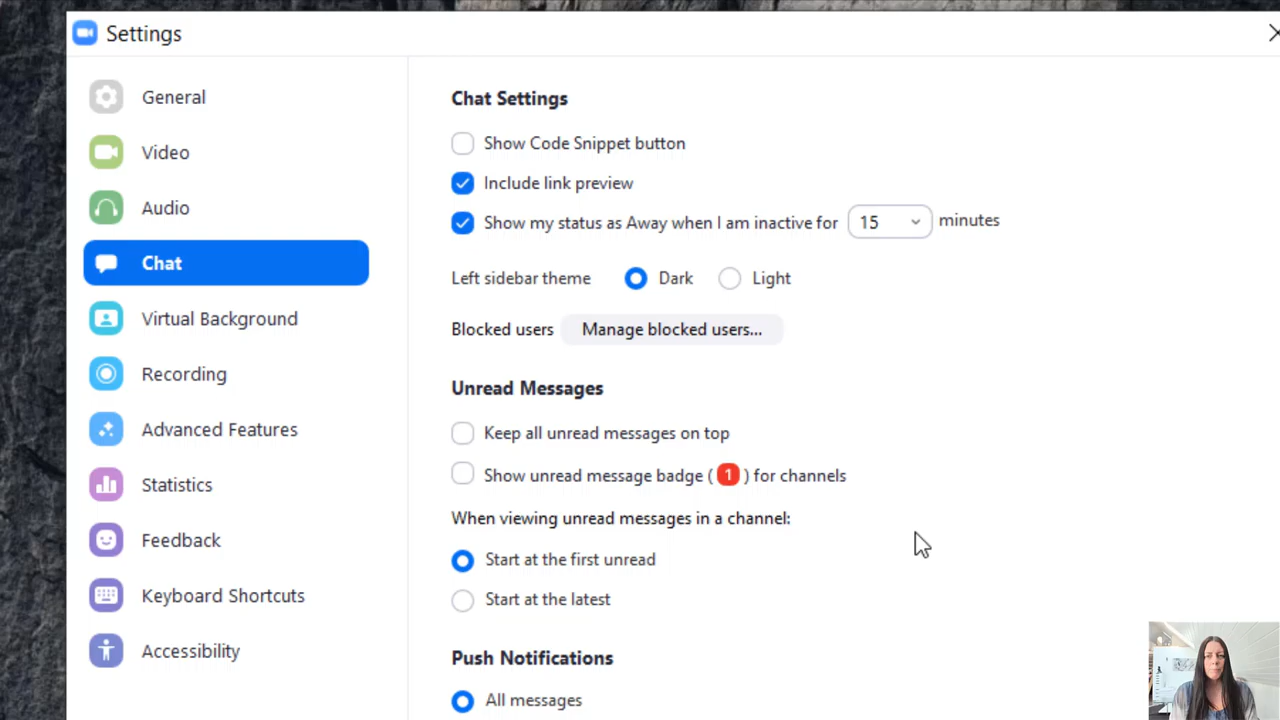 Settings
General
Video
Audio
Chat
Virtual Background
Recording
Advanced Features
Statistics
Feedback
Keyboard Shortcuts
Accessibility
Chat Settings
Show Code Snippet button
Include link preview
Show my status as Away when I am inactive for 15 minutes
Left sidebar theme Dark Light
Blocked users Manage blocked users...
Unread Messages
Keep all unread messages on top
Show unread message badge ( 1 ) for channels
When viewing unread messages in a channel:
Start at the first unread
Start at the latest
Push Notifications
All messages